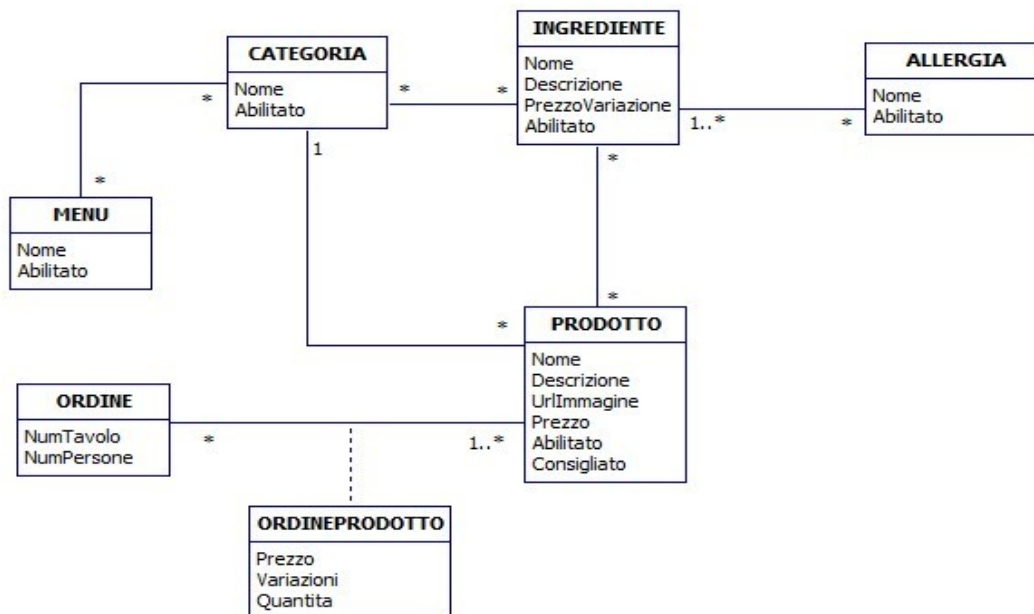 CATEGORIA
Nome
Abilitato
*
*
1
INGREDIENTE
Nome
Descrizione
PrezzoVariazione
Abilitato
*
1..*
*
ALLERGIA
Nome
Abilitato
*
*
MENU
Nome
Abilitato
*
*
PRODOTTO
Nome
Descrizione
UrlImmagine
Prezzo
Abilitato
Consigliato
1..*
ORDINE
NumTavolo
NumPersone
*
ORDINEPRODOTTO
Prezzo
Variazioni
Quantita